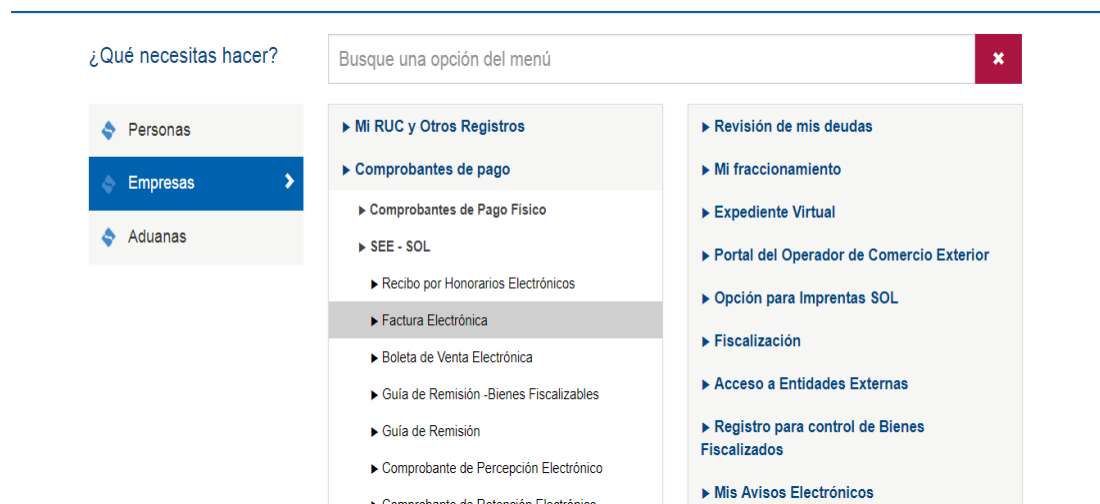 ¿Qué necesitas hacer?
Busque una opción del menú
Personas
Empresas
Aduanas
Mi RUC y Otros Registros
Comprobantes de pago
Comprobantes de Pago Físico
SEE - SOL
Recibo por Honorarios Electrónicos
Factura Electrónica
Boleta de Venta Electrónica
Guía de Remisión -Bienes Fiscalizables
Guía de Remisión
Comprobante de Percepción Electrónico
Comprobante de Retención Electrónico
Revisión de mis deudas
Mi fraccionamiento
Expediente Virtual
Portal del Operador de Comercio Exterior
Opción para Imprentas SOL
Fiscalización
Acceso a Entidades Externas
Registro para control de Bienes
Fiscalizados
Mis Avisos Electrónicos